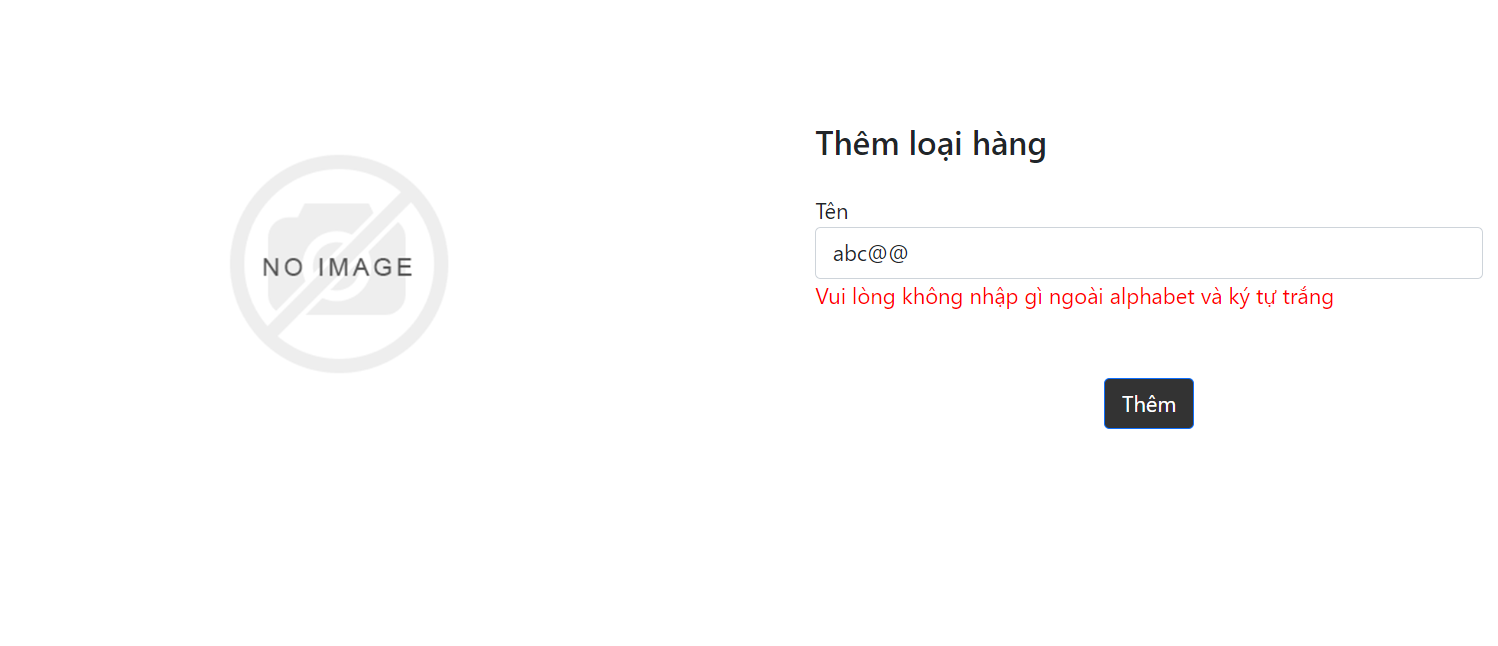 Thêm loại hàng
NO IMAGE
Tên
abc@@
Vui lòng không nhập gì ngoài alphabet và ký tự trắng
Thêm